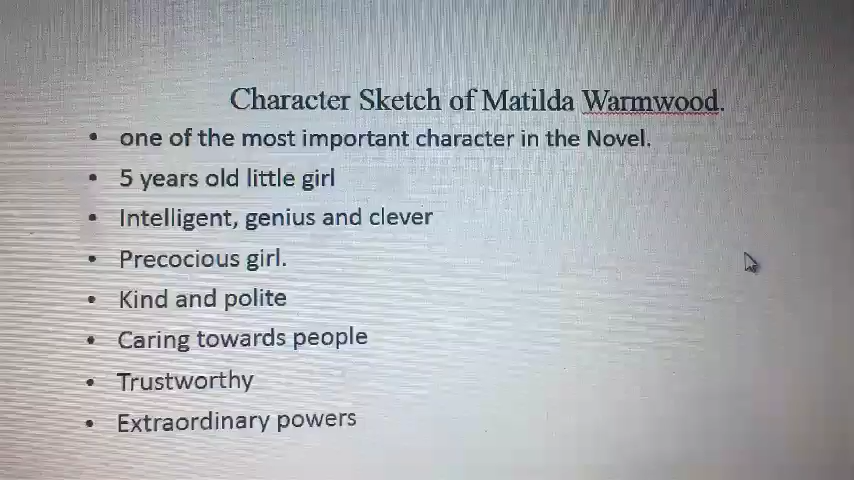 Character Sketch of Matilda Warmwood.
• one of the most important character in the Novel.
• 5 years old little girl
• Intelligent, genius and clever
• Precocious girl.
• Kind and polite
• Caring towards people
• Trustworthy
• Extraordinary powers